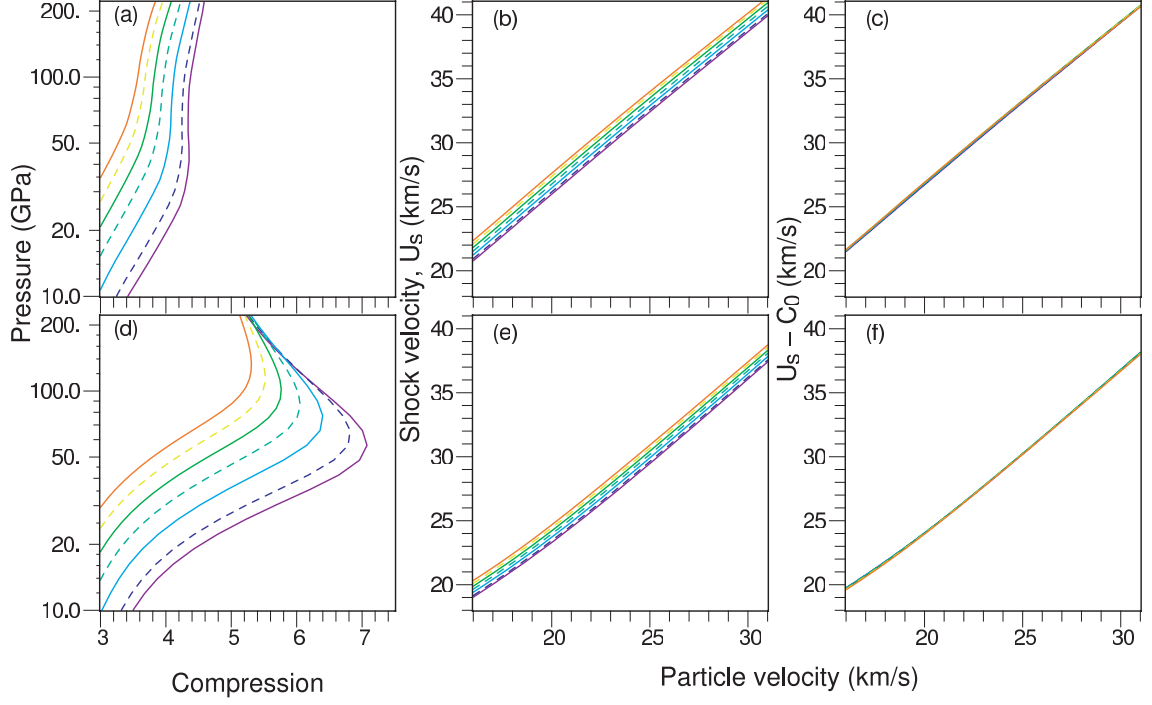 (a)
(b)
(c)
200.
100.0
50.
20.
10.0
40
35
30
25
20
40
35
30
25
20
Pressure (GPa)
Shock velocity, Us (km/s)
Us – C0 (km/s)
(d)
(e)
(f)
200.
100.0
50.
20.
10.0
40
35
30
25
20
40
35
30
25
20
3 4 5 6 7
20 25 30
20 25 30
Compression
Particle velocity (km/s)